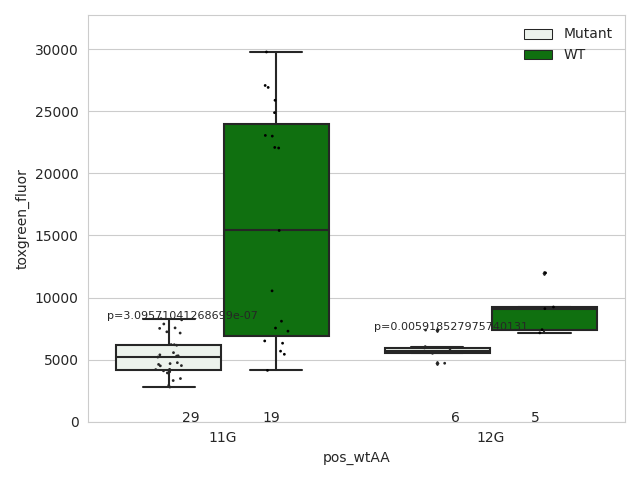 30000
25000
20000
15000
10000
5000
0
toxgreen_fluor
Mutant
WT
p=3.09571041268699e-07
p=0.005918527975740131
29
19
6
5
11G
12G
pos_wtAA